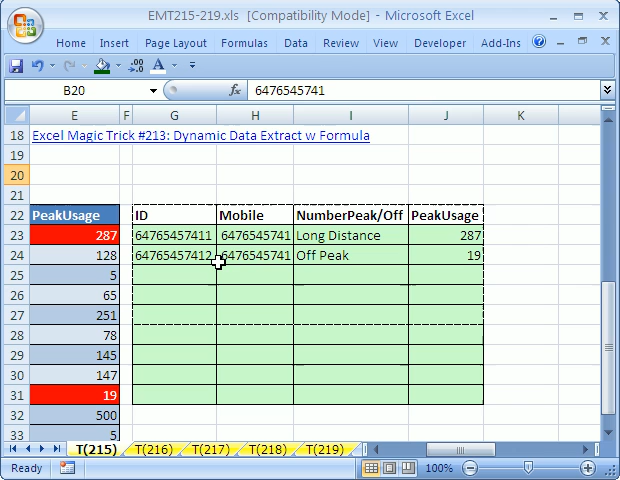 EMT215-219.xls [Compatibility Mode] - Microsoft Excel
Home Insert Page Layout Formulas Data Review View Developer Add-Ins
B20 fx 6476545741
E F G H I J K
18 Excel Magic Trick #213: Dynamic Data Extract w Formula
19
20
21
22 PeakUsage ID Mobile NumberPeak/Off PeakUsage
23 287 64765457411 6476545741 Long Distance 287
24 128 64765457412 6476545741 Off Peak 19
25 5
26 65
27 251
28 78
29 145
30 147
31 19
32 500
33 5
T(215) T(216) T(217) T(218) T(219)
Ready 100%